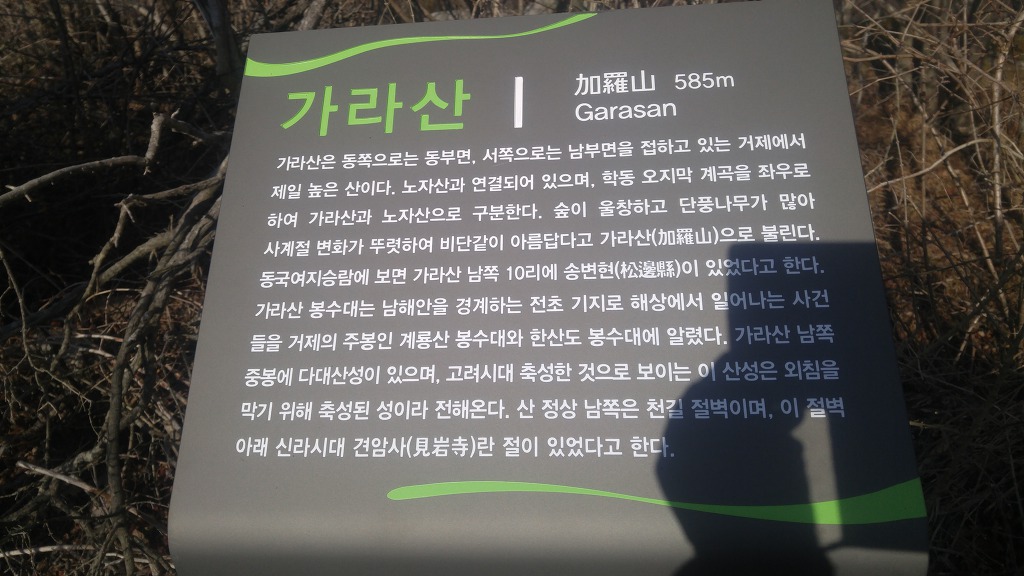 가라산
加羅山 585m
Garasan
가라산은 동쪽으로는 동부면, 서쪽으로는 남부면을 접하고 있는 거제에서
제일 높은 산이다. 노자산과 연결되어 있으며, 학동 오지막 계곡을 좌우로
하여 가라산과 노자산으로 구분한다. 숲이 울창하고 단풍나무가 많아
사계절 변화가 뚜렷하여 비단같이 아름답다고 가라산(加羅山)으로 불린다.
동국여지승람에 보면 가라산 남쪽 10리에 송변현(松邊縣)이 있었다고 한다.
가라산 봉수대는 남해안을 경계하는 전초 기지로 해상에서 일어나는 사건
들을 거제의 주봉인 계룡산 봉수대와 한산도 봉수대에 알렸다. 가라산 남쪽
중봉에 다대산성이 있으며, 고려시대 축성한 것으로 보이는 이 산성은 외침을
막기 위해 축성된 성이라 전해온다. 산 정상 남쪽은 천길 절벽이며, 이 절벽
아래 신라시대 견암사(見岩寺)란 절이 있었다고 한다.